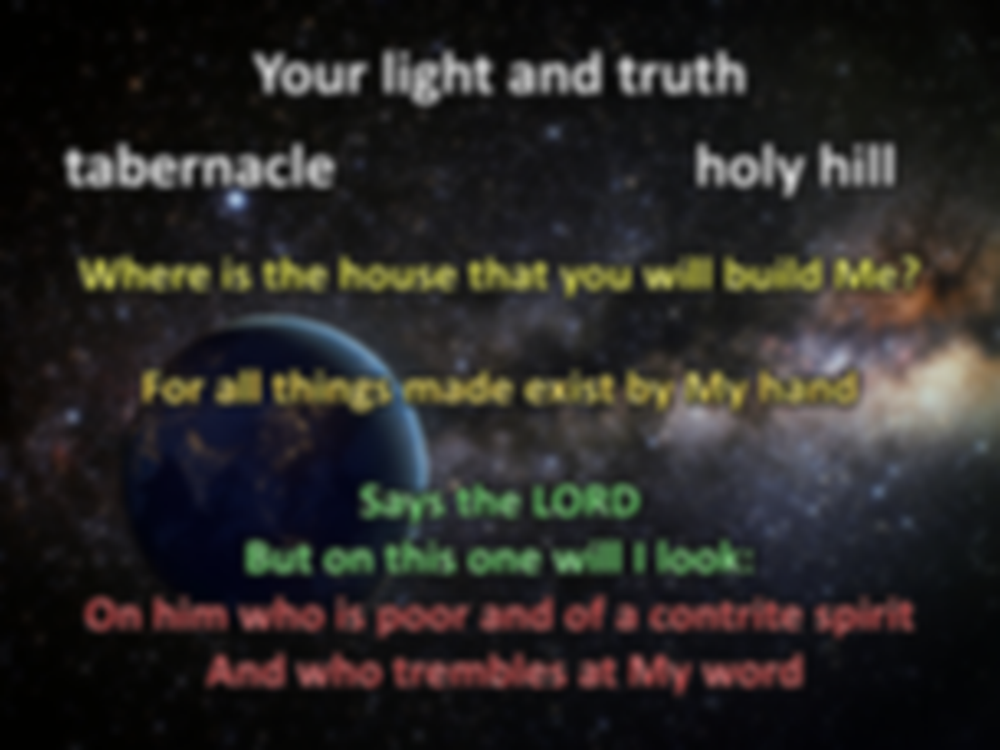 Your light and truth
tabernacle holy hill
Where is the house that you will build Me?
For all things made exist by My hand
Says the LORD
But on this one will I look:
On him who is poor and of a contrite spirit
And who trembles at My word